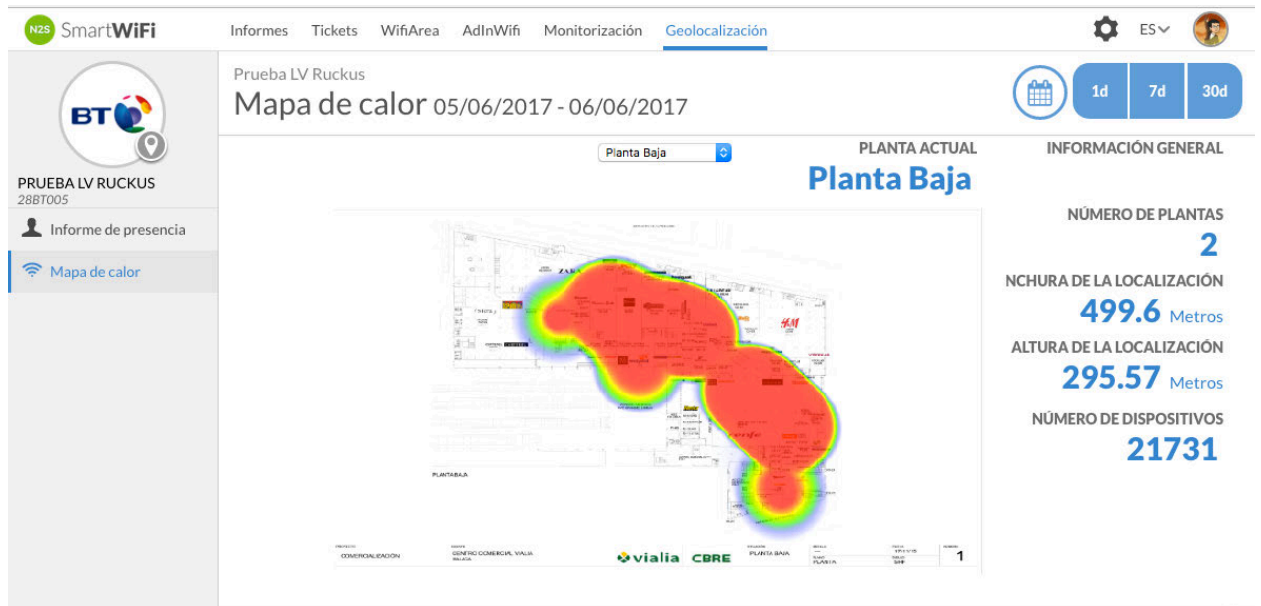 N2S SmartWiFi
Informes Tickets WifiArea AdInWifi Monitorización Geolocalización
ES
BT
PRUEBA LV RUCKUS
28BT005
Informe de presencia
Mapa de calor
Prueba LV Ruckus
Mapa de calor 05/06/2017 - 06/06/2017
1d 7d 30d
Planta Baja
PLANTA ACTUAL
Planta Baja
INFORMACIÓN GENERAL
NÚMERO DE PLANTAS
2
NCHURA DE LA LOCALIZACIÓN
499.6 Metros
ALTURA DE LA LOCALIZACIÓN
295.57 Metros
NÚMERO DE DISPOSITIVOS
21731
ZARA
H&M
renfe
PLANTA BAJA
COMERCIALIZACIÓN
CENTRO COMERCIAL VIALIA
MALAGA
vialia CBRE
PLANTA BAJA
PLANTA
1